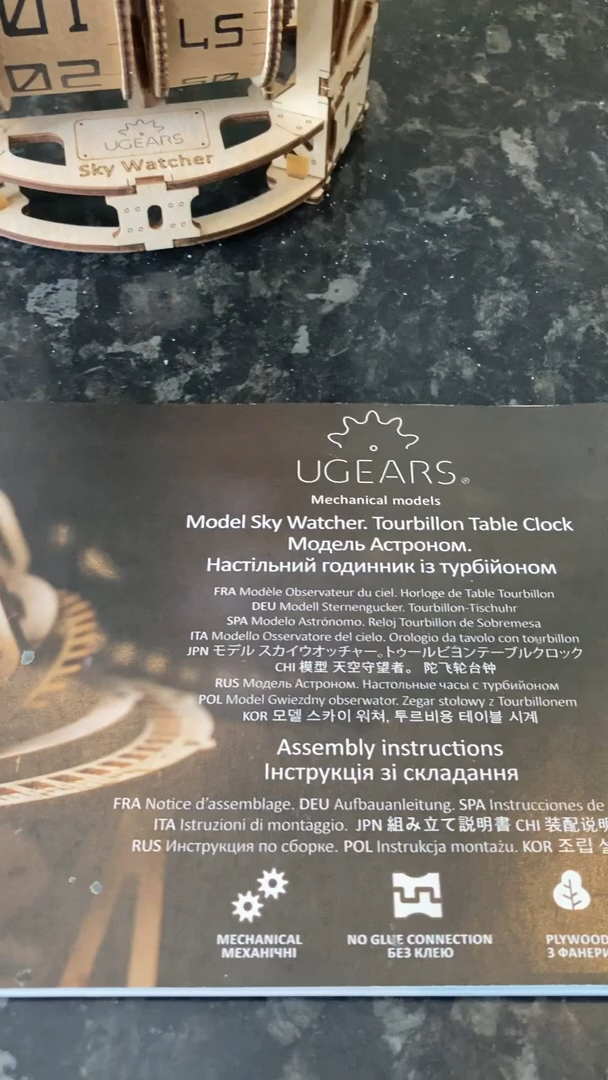 01
45
02
UGEARS
Sky Watcher
UGEARS®
Mechanical models
Model Sky Watcher. Tourbillon Table Clock
Модель Астроном.
Настільний годинник із турбійоном
FRA Modèle Observateur du ciel. Horloge de Table Tourbillon
DEU Modell Sternengucker. Tourbillon-Tischuhr
SPA Modelo Astrónomo. Reloj Tourbillon de Sobremesa
ITA Modello Osservatore del cielo. Orologio da tavolo con tourbillon
JPN モデル スカイウオッチャー。トゥールビヨンテーブルクロック
CHI 模型 天空守望者。 陀飞轮台钟
RUS Модель Астроном. Настольные часы с турбийоном
POL Model Gwiezdny obserwator. Zegar stołowy z Tourbillonem
KOR 모델 스카이 워쳐, 투르비용 테이블 시계
Assembly instructions
Інструкція зі складання
FRA Notice d'assemblage. DEU Aufbauanleitung. SPA Instrucciones de
ITA Istruzioni di montaggio. JPN 組み立て説明書 CHI 装配说明
RUS Инструкция по сборке. POL Instrukcja montażu. KOR 조립
MECHANICAL NO GLUE CONNECTION PLYWOOD
МЕХАНІЧНІ БЕЗ КЛЕЮ З ФАНЕРИ